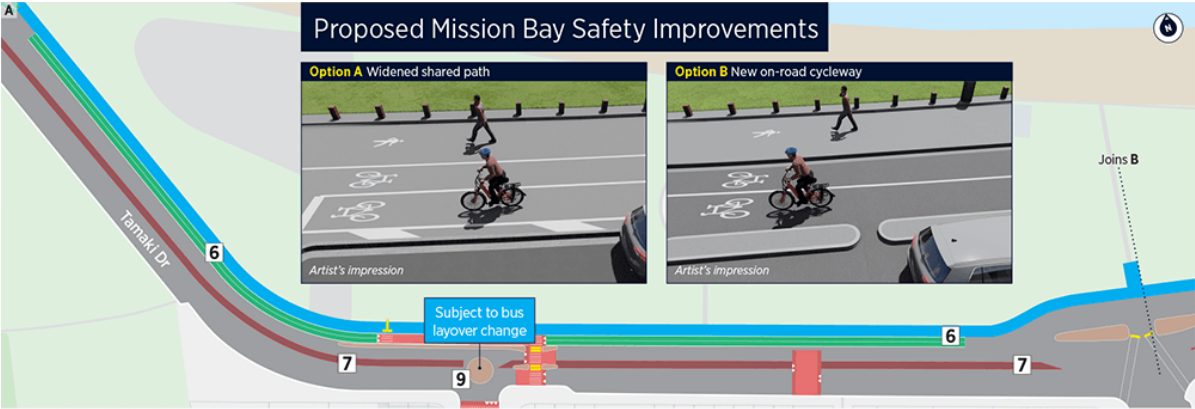 A
Proposed Mission Bay Safety Improvements
N
Option A Widened shared path
Artist's impression
Option B New on-road cycleway
Artist's impression
Joins B
Tamaki Dr
6
Subject to bus
layover change
6
7
9
7